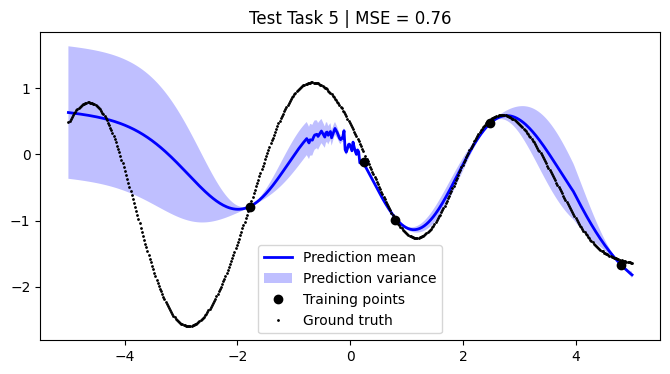 Test Task 5 | MSE = 0.76
1
0
−1
−2
Prediction mean
Prediction variance
Training points
Ground truth
−4 −2 0 2 4